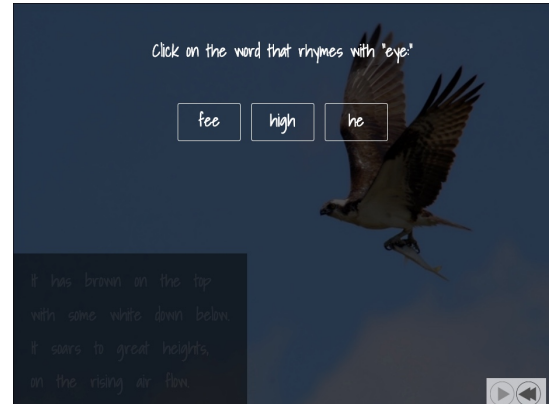 Click on the word that rhymes with "eye:"
fee high he
It has brown on the top
with some white down below
It soars to great heights,
on the rising air flow